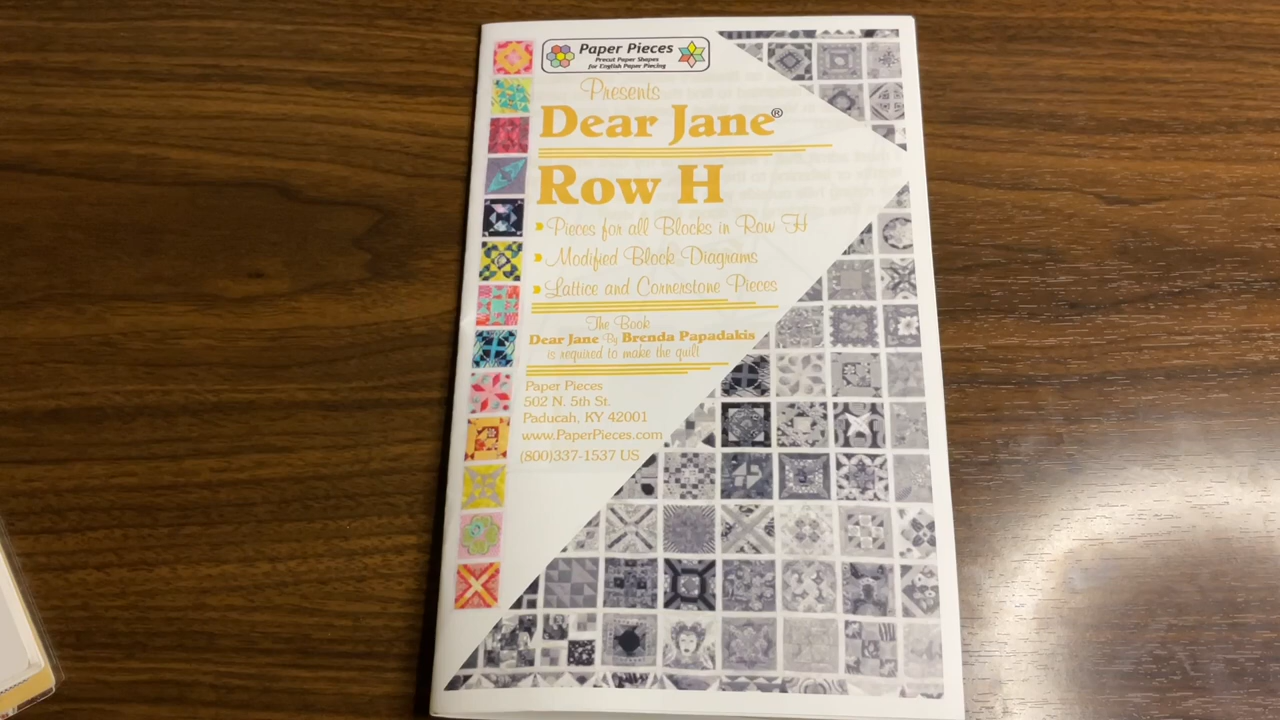 Paper Pieces
Precut Paper Shapes
for English Paper Piecing
Presents
Dear Jane®
Row H
Pieces for all Blocks in Row H
Modified Block Diagrams
Lattice and Cornerstone Pieces
The Book
Dear Jane By Brenda Papadakis
is required to make the quilt
Paper Pieces
502 N. 5th St.
Paducah, KY 42001
www.PaperPieces.com
(800)337-1537 US